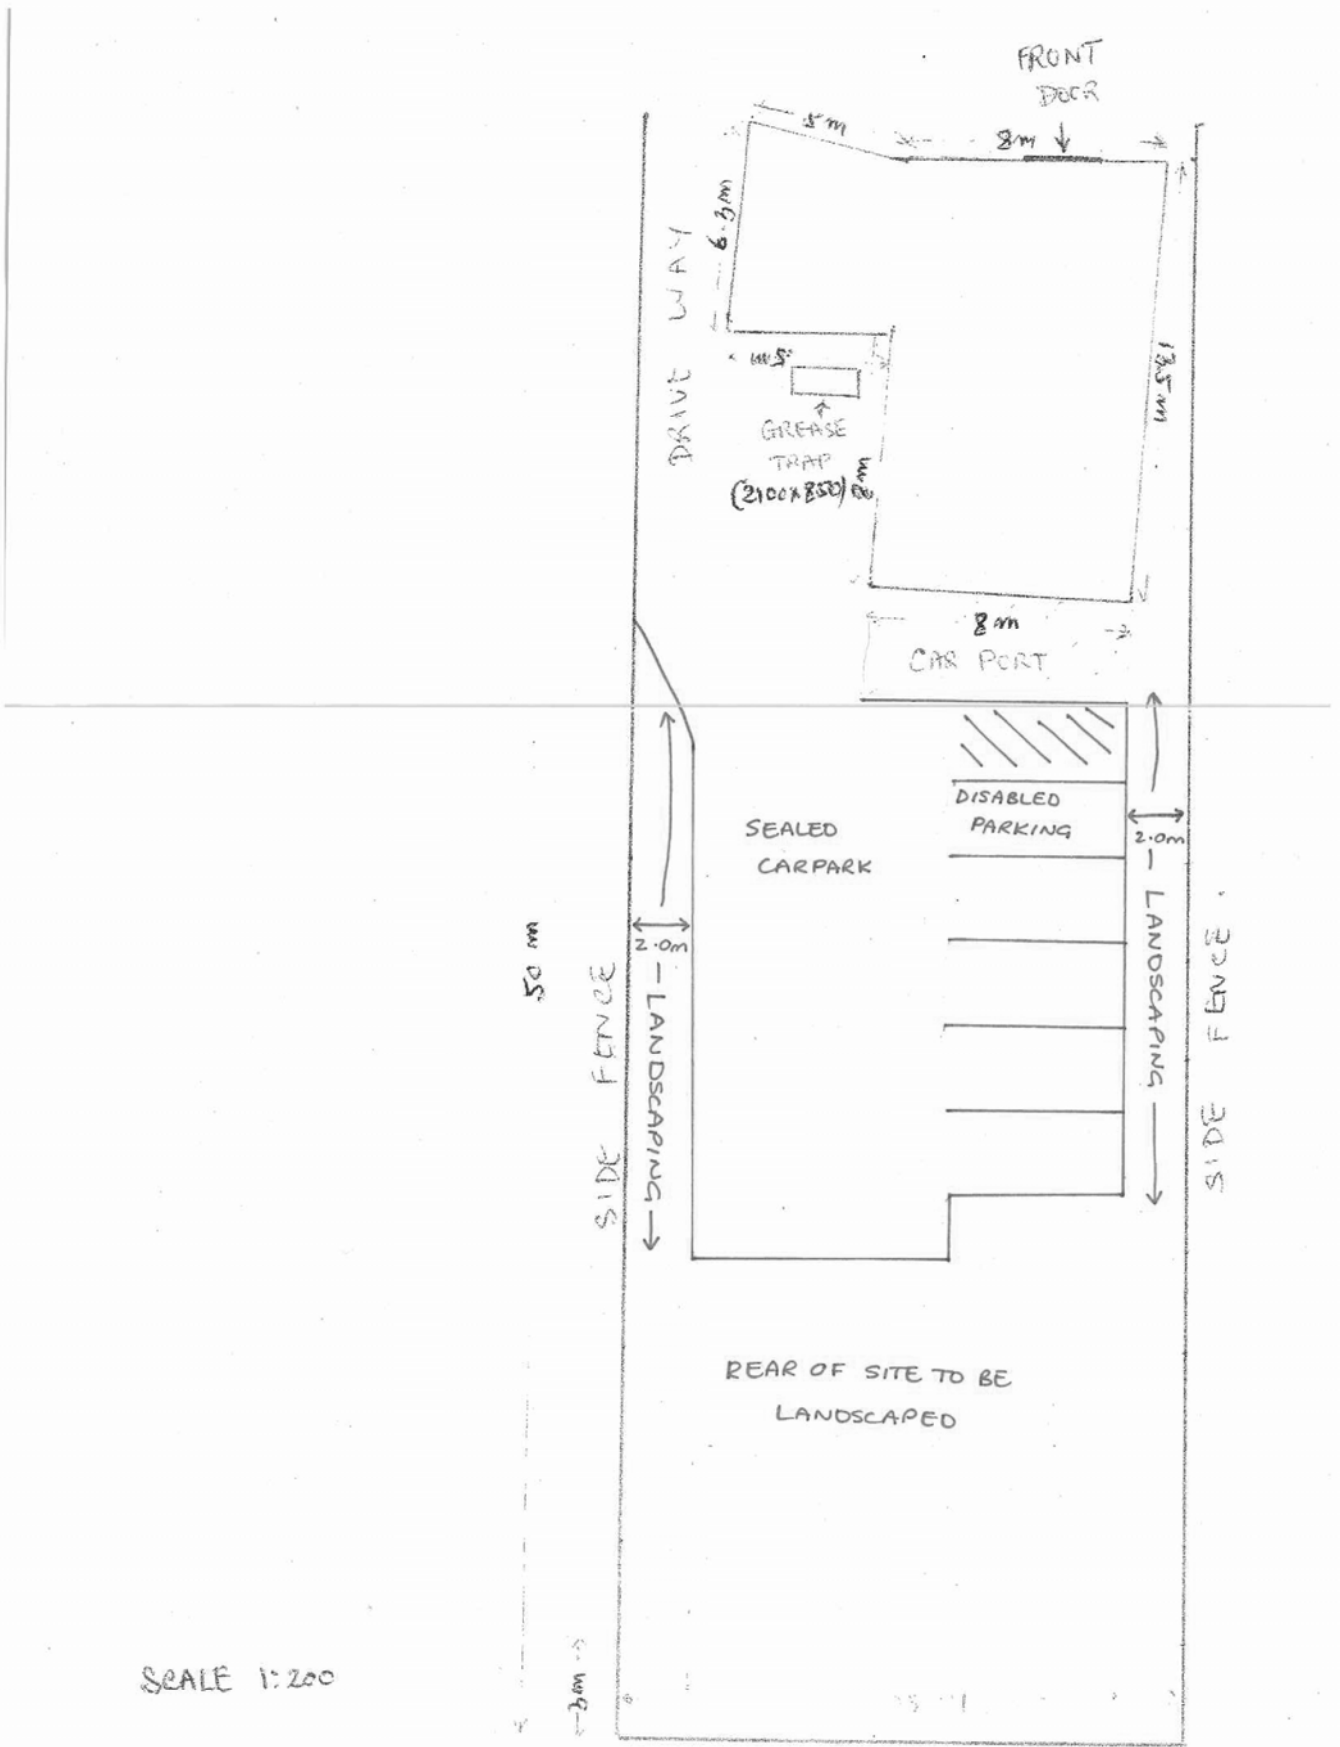 FRONT
DOOR
5m
8m
6.3m
DRIVE WAY
5m
13.5m
GREASE
TRAP
(2100x850)
8m
8m
CAR PORT
DISABLED
PARKING
SEALED
CARPARK
2.0m
2.0m
LANDSCAPING
LANDSCAPING
50 m
SIDE FENCE
SIDE FENCE
REAR OF SITE TO BE
LANDSCAPED
SCALE 1:200